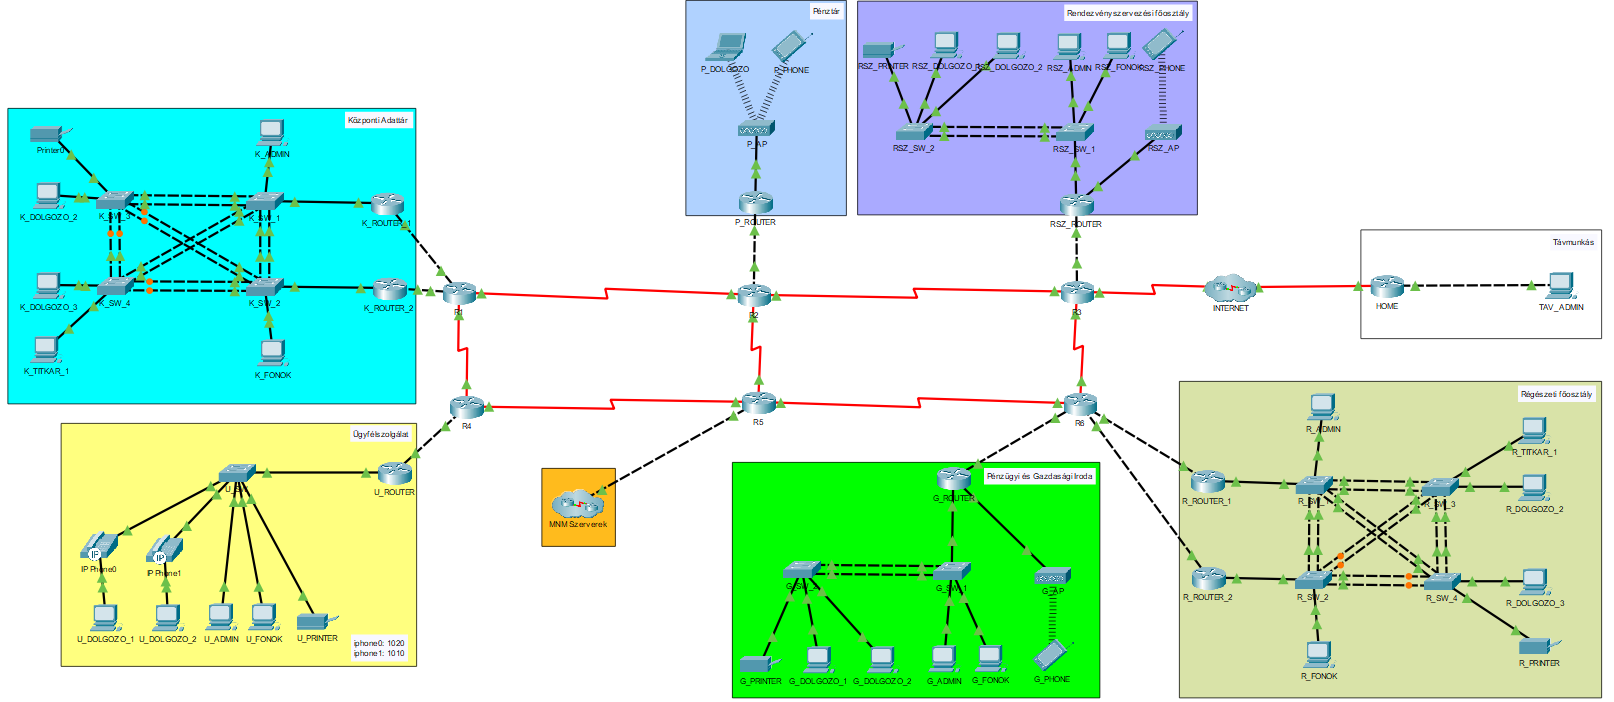 Pénztár
P_DOLGOZO
P_PHONE
P_AP
P_ROUTER
Rendezvényszervezési főosztály
RSZ_PRINTER
RSZ_DOLGOZO_1
RSZ_DOLGOZO_2
RSZ_ADMIN
RSZ_FONOK
RSZ_PHONE
RSZ_SW_2
RSZ_SW_1
RSZ_AP
RSZ_ROUTER
Központi Adattár
Printer0
K_ADMIN
K_DOLGOZO_2
K_SW_3
K_SW_1
K_ROUTER_1
K_DOLGOZO_3
K_SW_4
K_SW_2
K_ROUTER_2
K_TITKAR_1
K_FONOK
R1
R2
R3
INTERNET
Távmunkás
HOME
TAV_ADMIN
R4
R5
R6
Ügyfélszolgálat
U_ROUTER
IP Phone0
IP Phone1
U_DOLGOZO_1
U_DOLGOZO_2
U_ADMIN
U_FONOK
U_PRINTER
iphone0: 1020
iphone1: 1010
MNM Szerverek
Pénzügyi és Gazdasági Iroda
G_ROUTER
G_AP
G_PRINTER
G_DOLGOZO_1
G_DOLGOZO_2
G_ADMIN
G_FONOK
G_PHONE
Régészeti főosztály
R_ADMIN
R_TITKAR_1
R_ROUTER_1
R_SW_3
R_DOLGOZO_2
R_ROUTER_2
R_SW_2
R_SW_4
R_DOLGOZO_3
R_FONOK
R_PRINTER